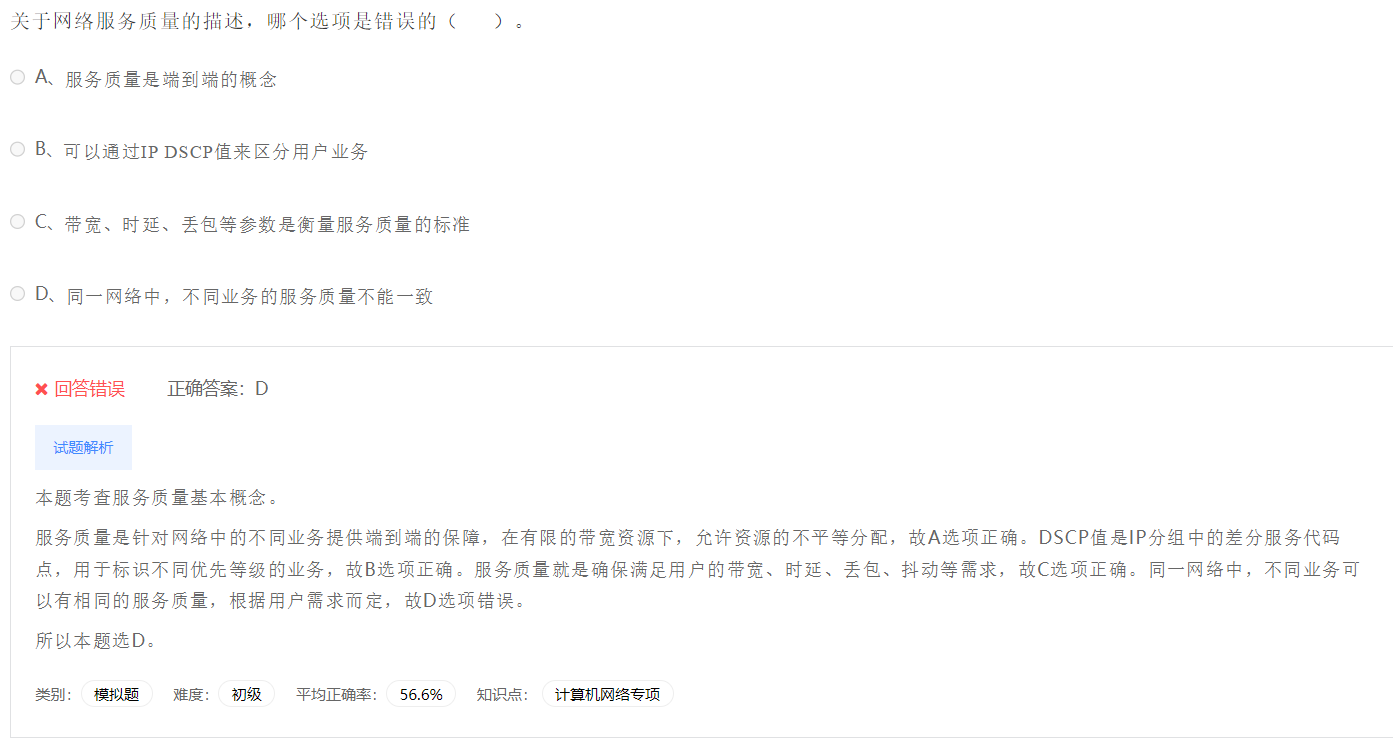 关于网络服务质量的描述，哪个选项是错误的（　　）。
A、服务质量是端到端的概念
B、可以通过IP DSCP值来区分用户业务
C、带宽、时延、丢包等参数是衡量服务质量的标准
D、同一网络中，不同业务的服务质量不能一致
回答错误 正确答案：D
试题解析
本题考查服务质量基本概念。
服务质量是针对网络中的不同业务提供端到端的保障，在有限的带宽资源下，允许资源的不平等分配，故A选项正确。DSCP值是IP分组中的差分服务代码
点，用于标识不同优先等级的业务，故B选项正确。服务质量就是确保满足用户的带宽、时延、丢包、抖动等需求，故C选项正确。同一网络中，不同业务可
以有相同的服务质量，根据用户需求而定，故D选项错误。
所以本题选D。
类别： 模拟题 难度： 初级 平均正确率： 56.6% 知识点： 计算机网络专项